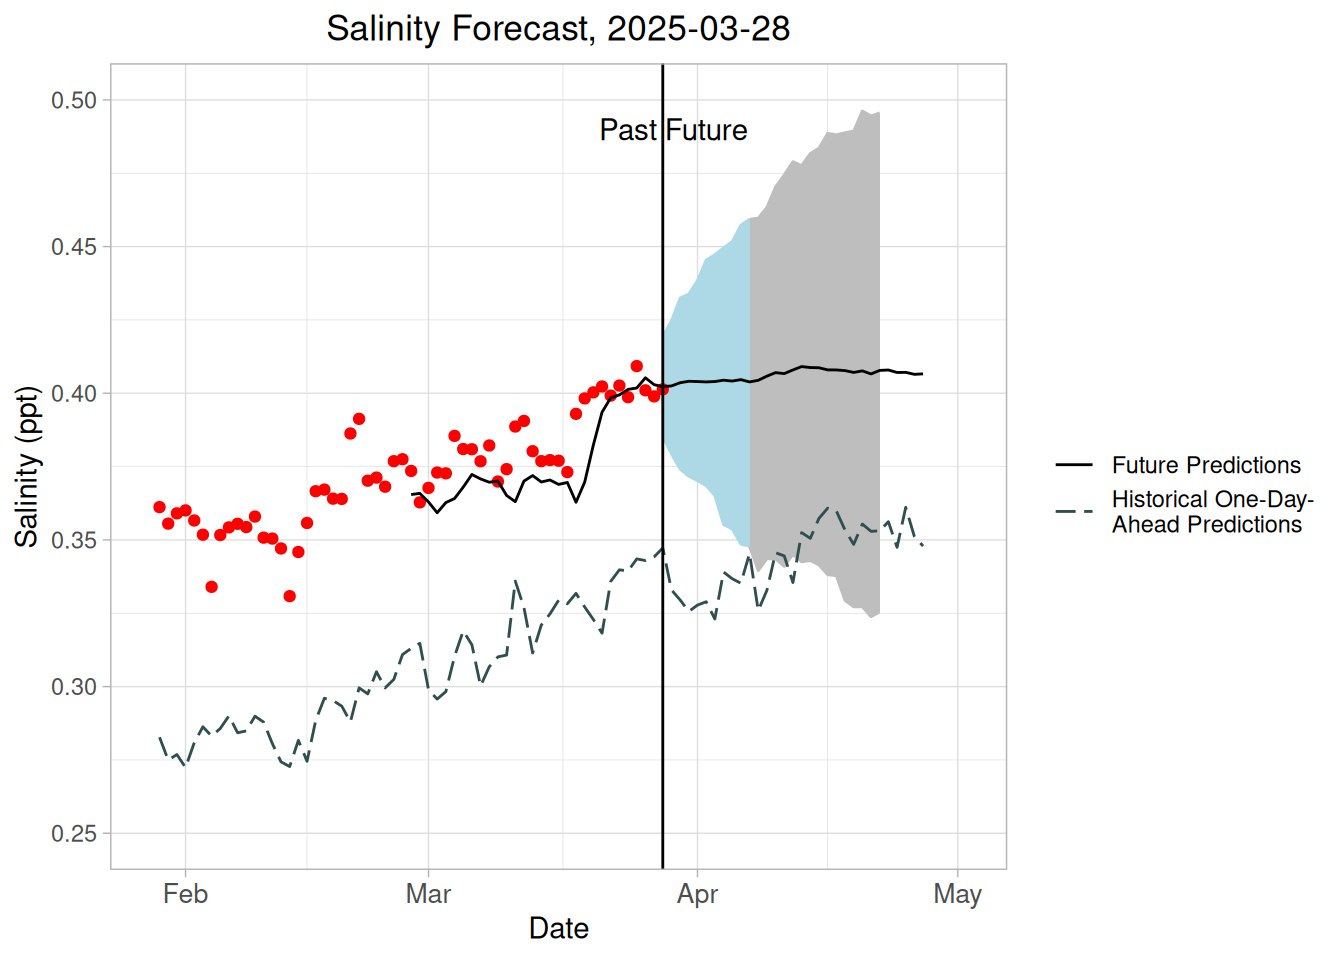 Salinity Forecast, 2025-03-28
Past Future
0.50
0.45
0.40
0.35
0.30
0.25
Salinity (ppt)
Feb Mar Apr May
Date
Future Predictions
Historical One-Day-
Ahead Predictions